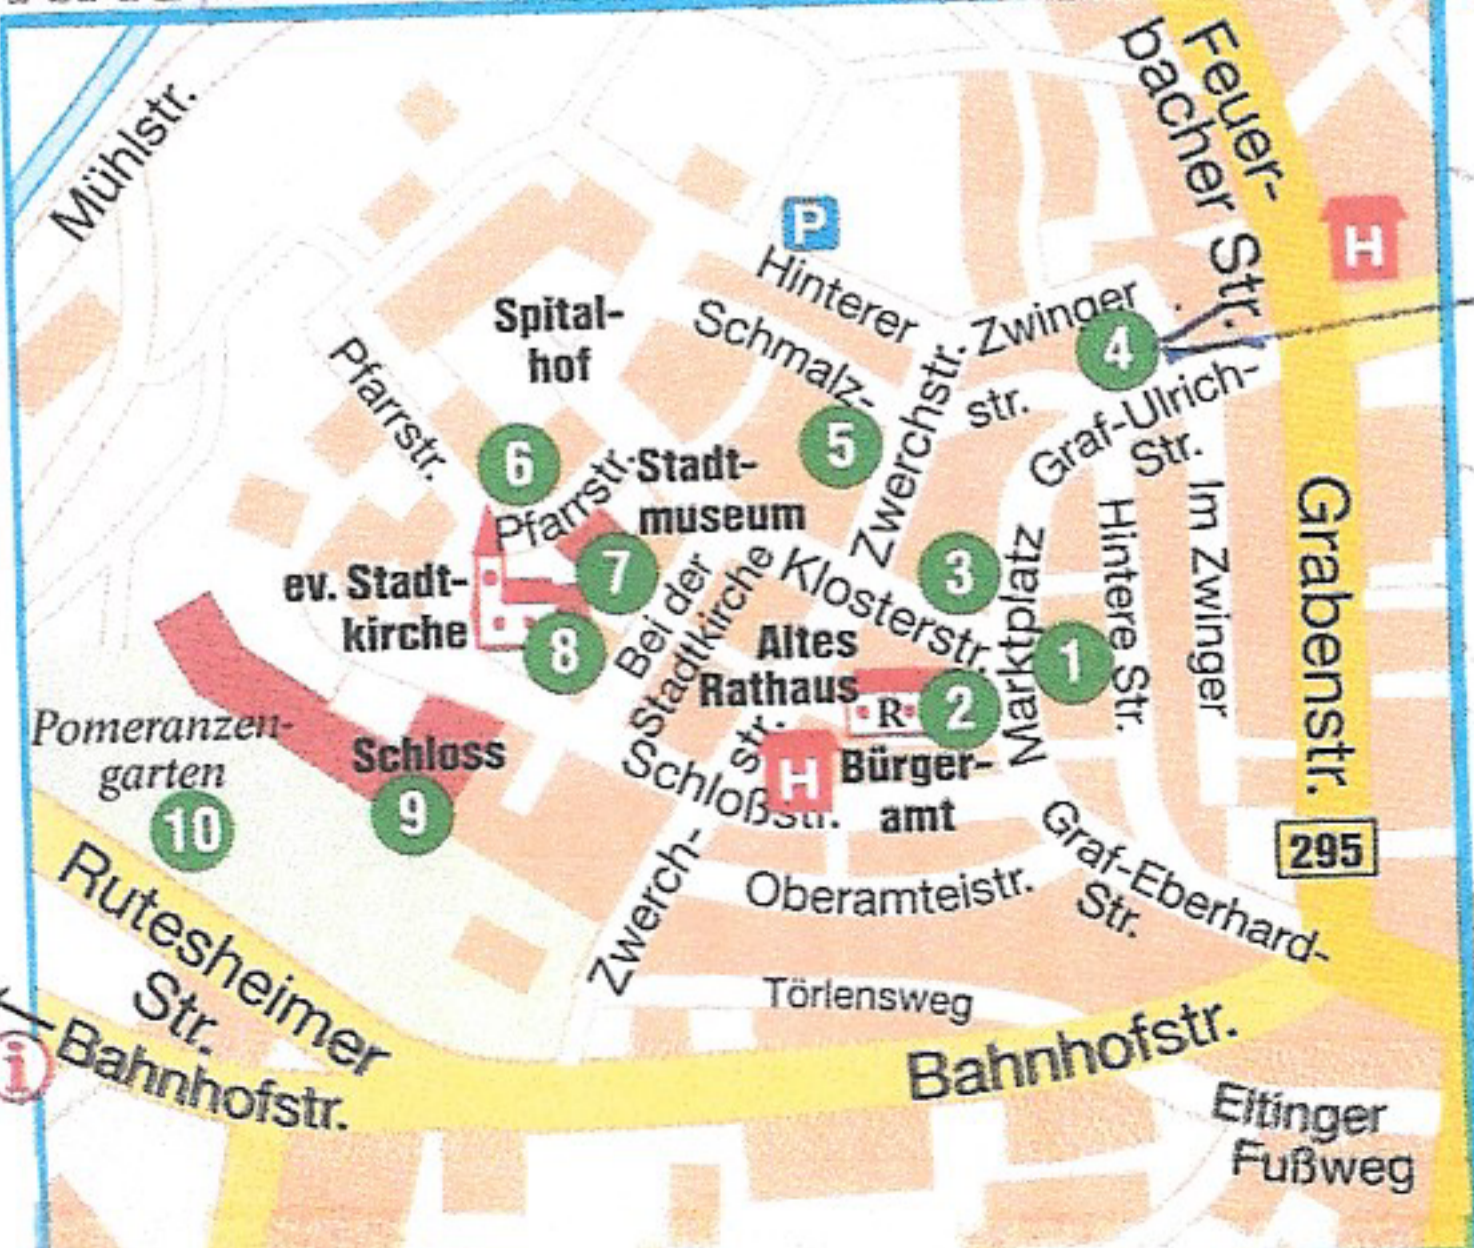 Feuer-
bacher Str.
Mühlstr.
P
H
Hinterer
Zwinger
str.
Spital-
hof
Schmalz-
4
Pfarrstr.
Zwerchstr.
Graf-Ulrich-
Str.
5
6
Pfarrstr.
Stadt-
museum
Grabenstr.
Im Zwinger
Hintere Str.
Marktplatz
3
7
Klosterstr.
ev. Stadt-
kirche
8
Bei der
Stadtkirche
Altes
Rathaus
R
2
1
Pomeranzen-
garten
10
Schloss
9
str.
H
Schloßstr.
Bürger-
amt
295
Graf-Eberhard-
Str.
Zwerch-
Oberamteistr.
Rutesheimer
Str.
Törlensweg
Bahnhofstr.
i
Bahnhofstr.
Eltinger
Fußweg